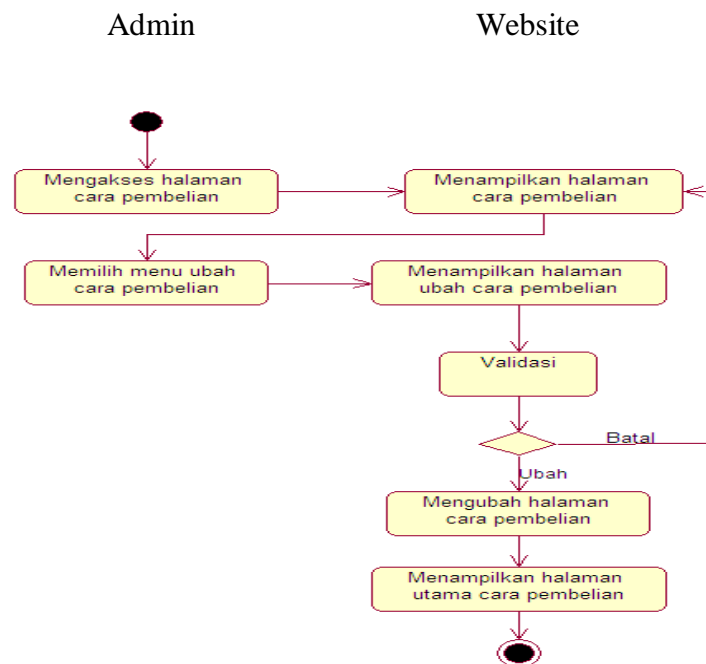 Admin
Website
Mengakses halaman
cara pembelian
Menampilkan halaman
cara pembelian
Memilih menu ubah
cara pembelian
Menampilkan halaman
ubah cara pembelian
Validasi
Batal
Ubah
Mengubah halaman
cara pembelian
Menampilkan halaman
utama cara pembelian